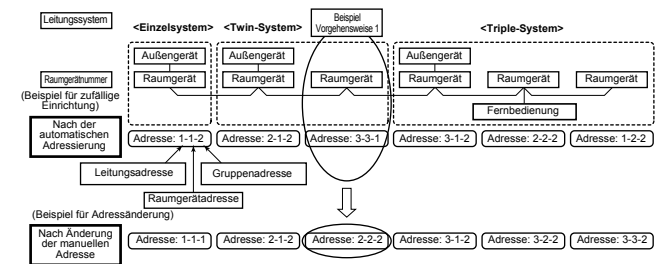 Leitungssystem
<Einzelsystem>
<Twin-System>
Beispiel
Vorgehensweise 1
<Triple-System>
Außengerät
Außengerät
Außengerät
Raumgerätnummer
Raumgerät
Raumgerät
Raumgerät
Raumgerät
Raumgerät
Raumgerät
(Beispiel für zufällige
Einrichtung)
Fernbedienung
Nach der
automatischen
Adressierung
Adresse: 1-1-2
Adresse: 2-1-2
Adresse: 3-3-1
Adresse: 3-1-2
Adresse: 2-2-2
Adresse: 1-2-2
Leitungsadresse
Gruppenadresse
Raumgerätadresse
(Beispiel für Adressänderung)
Nach Änderung
der manuellen
Adresse
Adresse: 1-1-1
Adresse: 2-1-2
Adresse: 2-2-2
Adresse: 3-1-2
Adresse: 3-2-2
Adresse: 3-3-2